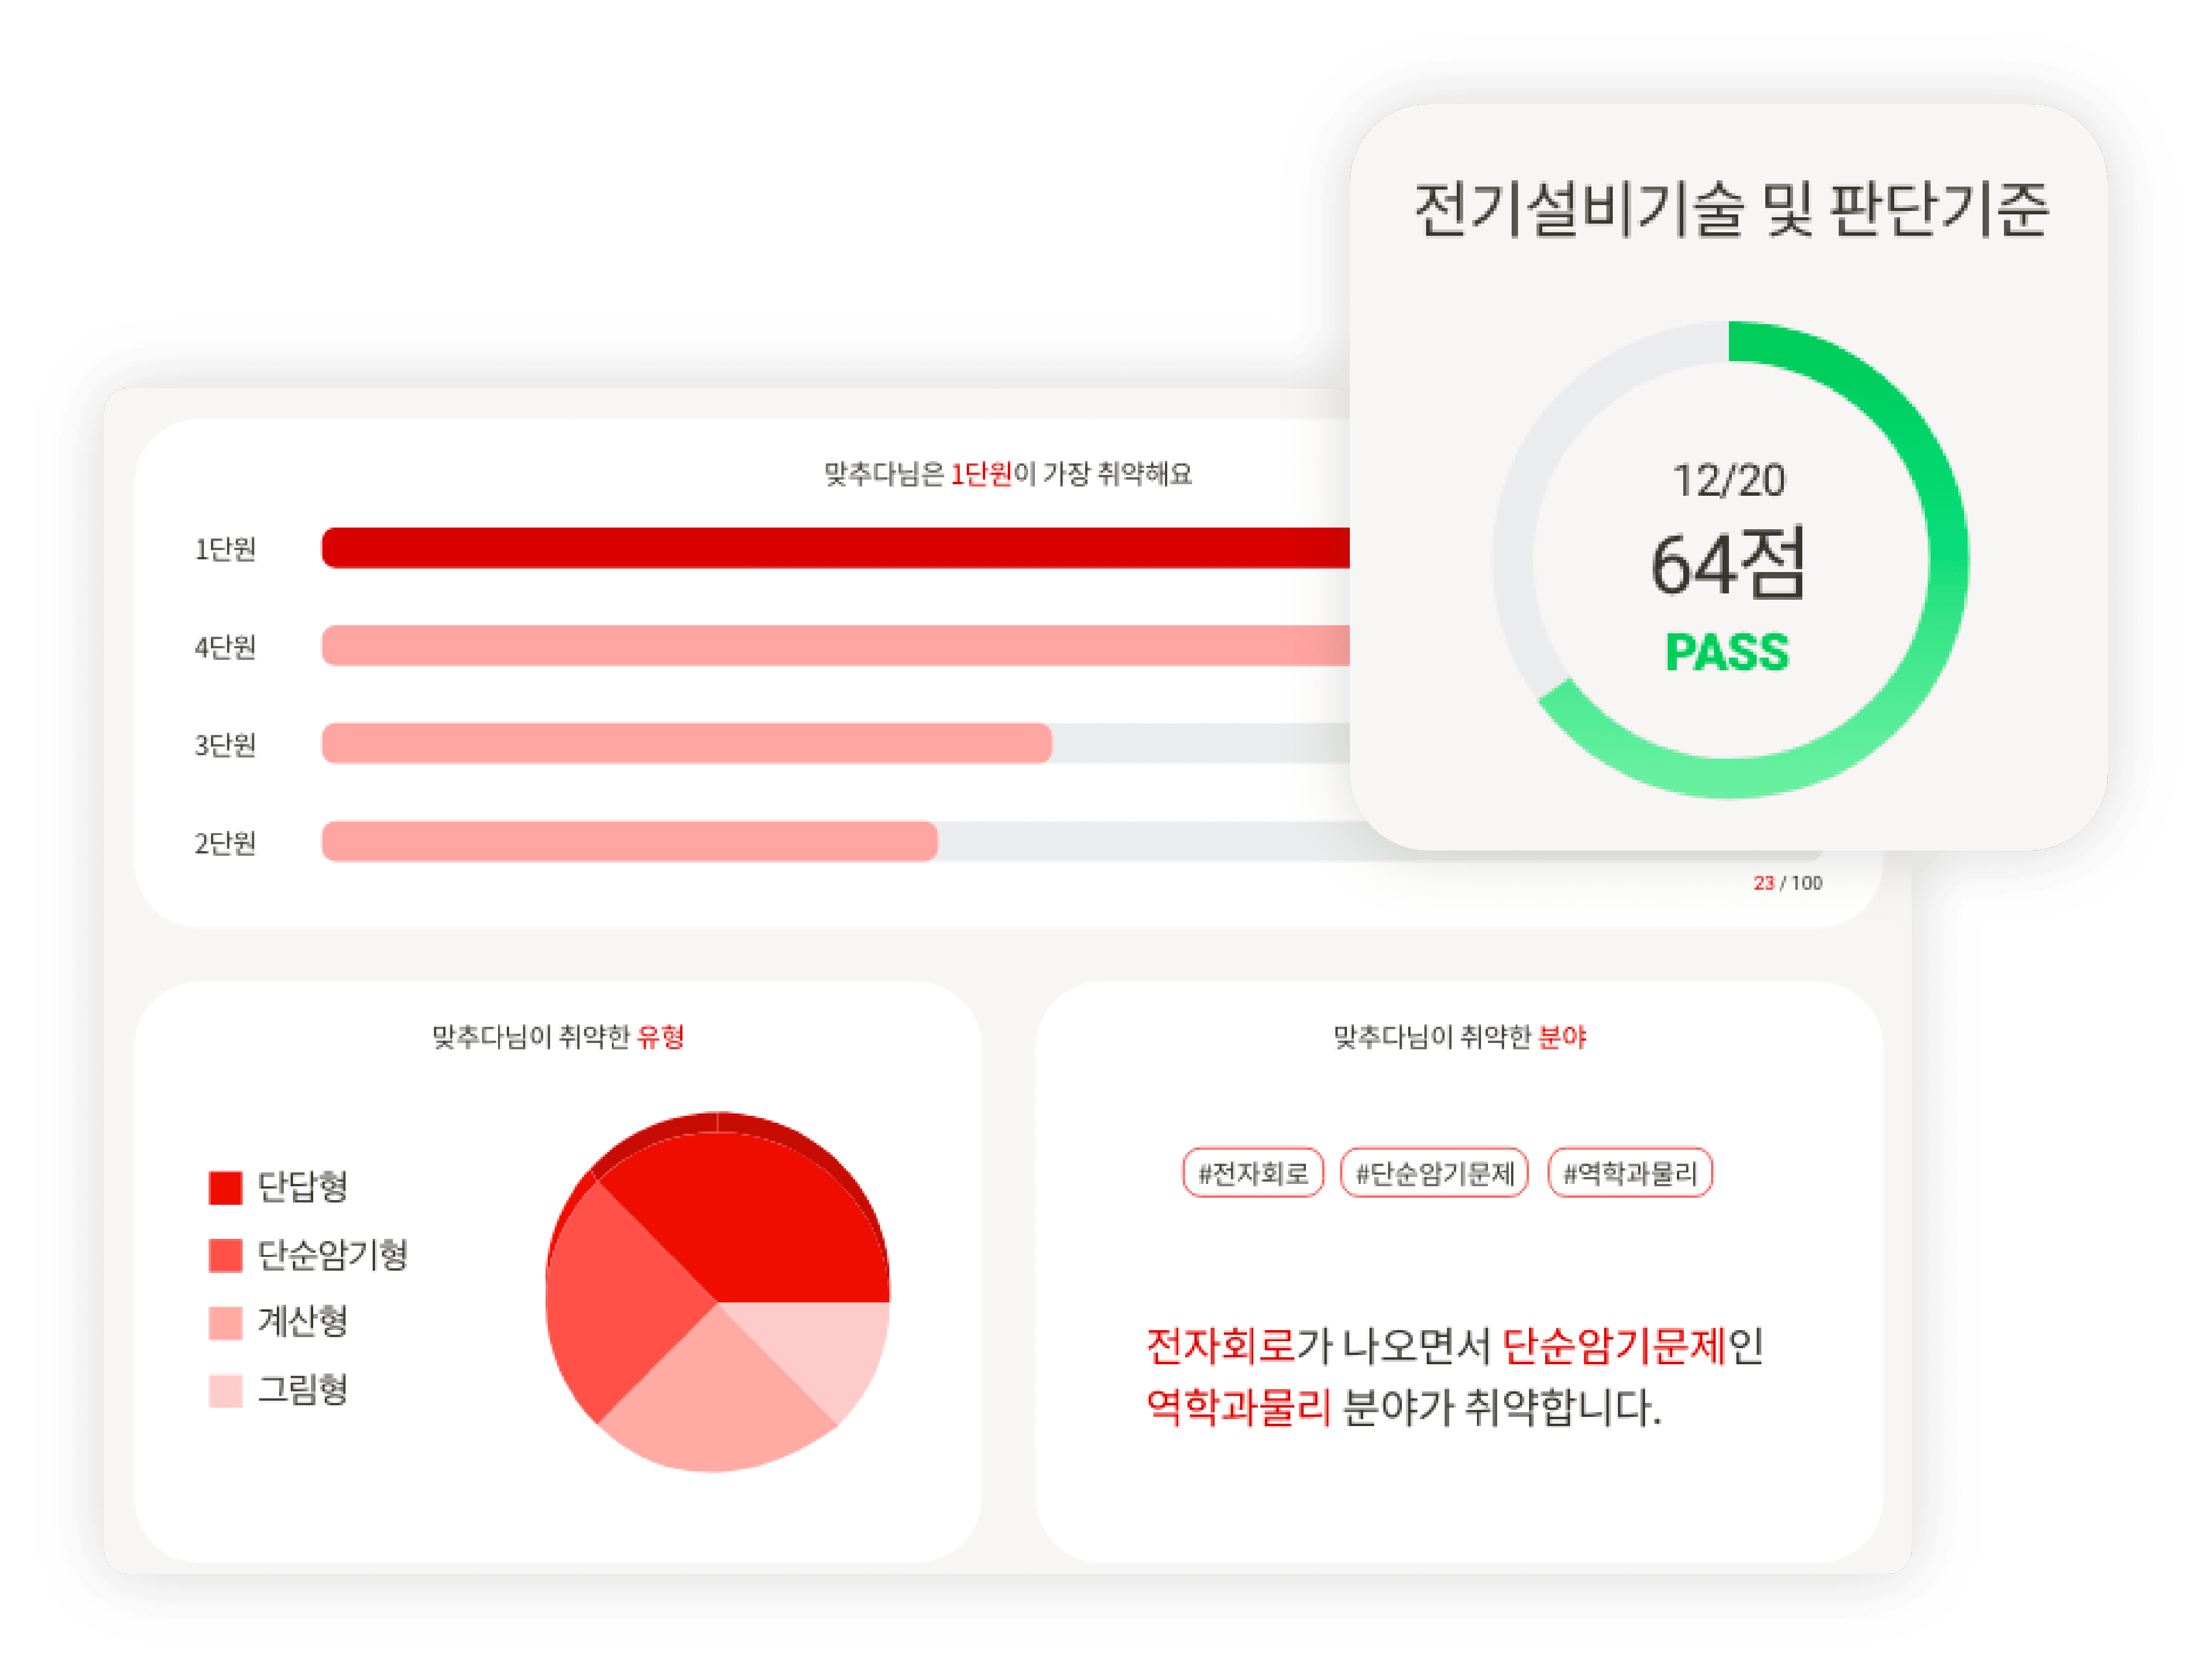 전기설비기술 및 판단기준
12/20
64점
PASS
맞추다님은 1단원이 가장 취약해요
1단원
4단원
3단원
2단원
23 / 100
맞추다님이 취약한 유형
단답형
단순암기형
계산형
그림형
맞추다님이 취약한 분야
#전자회로 #단순암기문제 #역학과물리
전자회로가 나오면서 단순암기문제인
역학과물리 분야가 취약합니다.